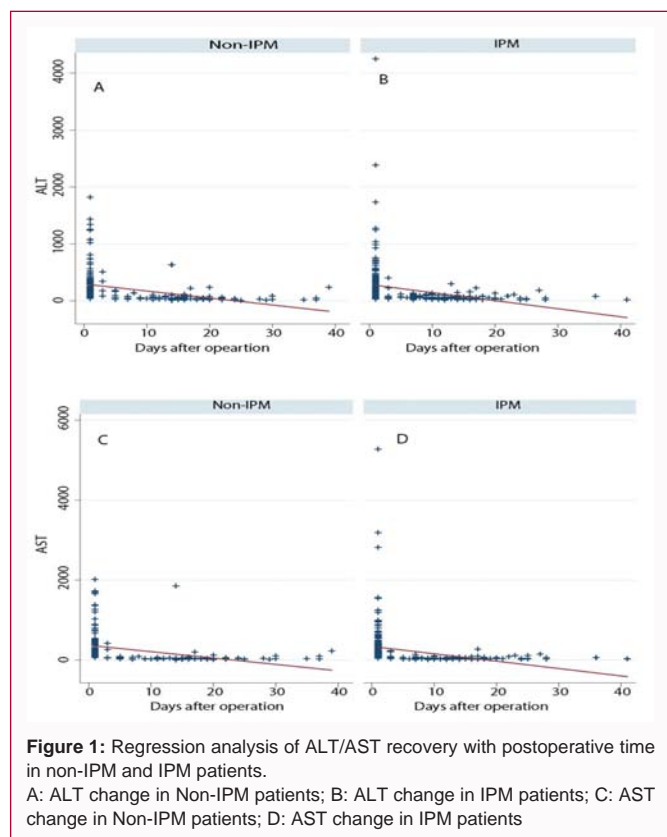 Non-IPM IPM
A B
4000
2000
1000
0
ALT
0 10 20 30 40 0 10 20 30 40
Days after opeartion Days after operation
Non-IPM IPM
C D
6000
4000
2000
0
AST
0 10 20 30 40 0 10 20 30 40
Days after operation Days after operation
Figure 1: Regression analysis of ALT/AST recovery with postoperative time
in non-IPM and IPM patients.
A: ALT change in Non-IPM patients; B: ALT change in IPM patients; C: AST
change in Non-IPM patients; D: AST change in IPM patients